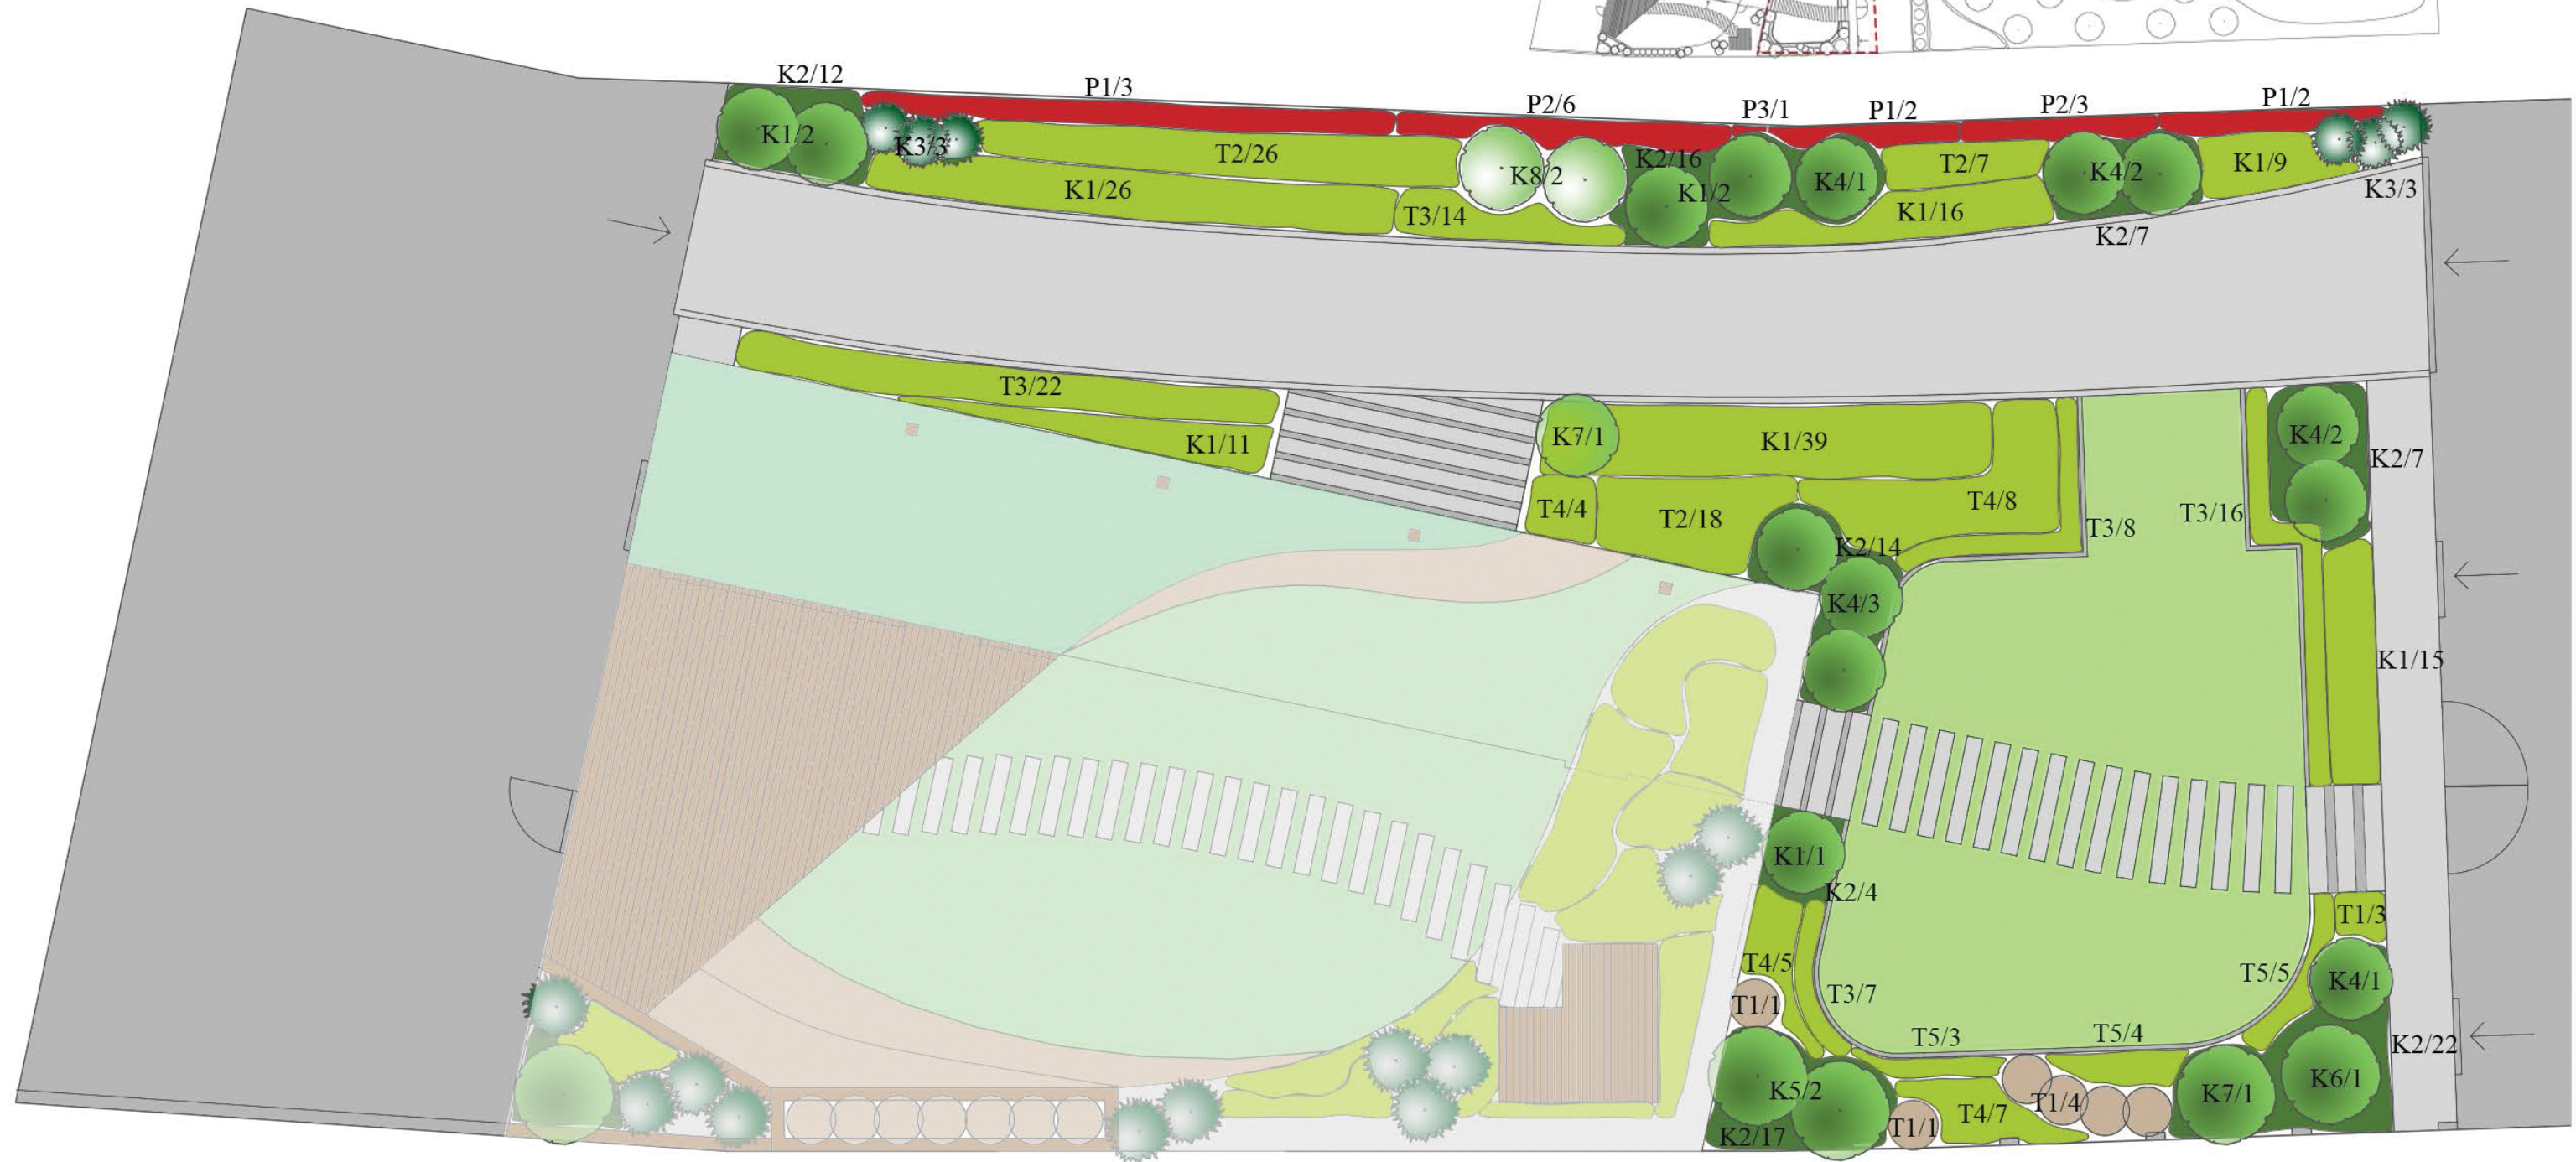 K2/12
P1/3
P2/6
P3/1
P1/2
P2/3
P1/2
K1/2
K3/3
T2/26
K8/2
K2/16
K1/2
K4/1
T2/7
K4/2
K1/9
K3/3
K1/26
T3/14
K1/16
K2/7
T3/22
K1/11
K7/1
K1/39
K4/2
K2/7
T4/4
T2/18
T4/8
T3/8
T3/16
K2/14
K4/3
K1/15
K1/1
K2/4
T1/3
T4/5
T3/7
T5/5
K4/1
T1/1
T5/3
T5/4
K2/22
K5/2
K7/1
K6/1
T1/4
T4/7
T1/1
K2/17